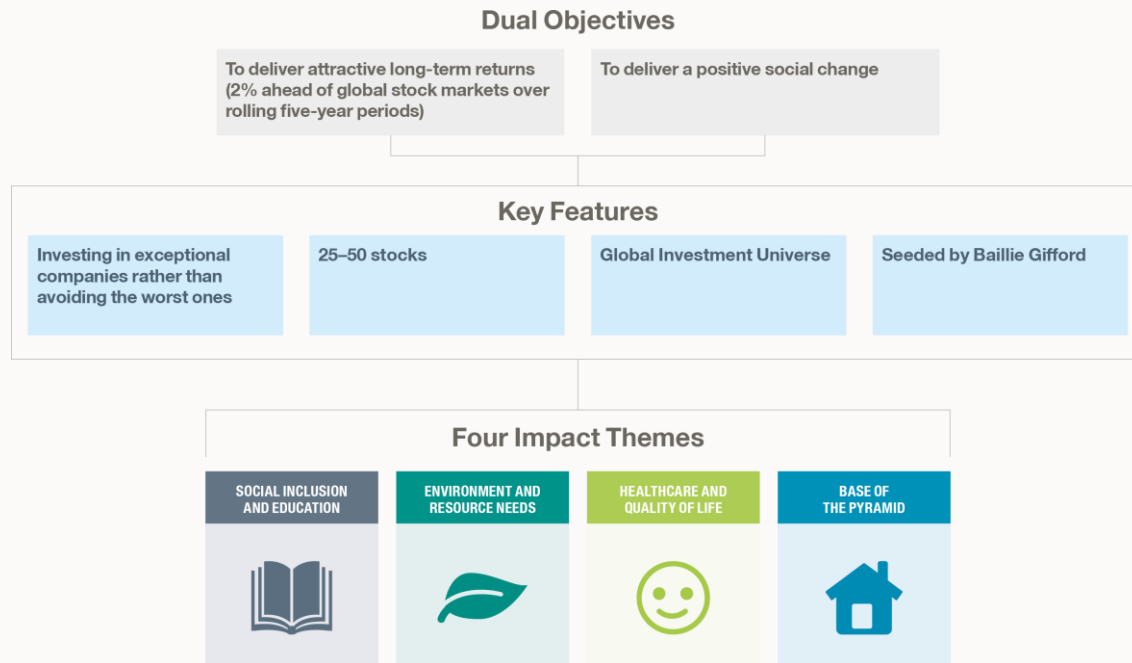 Dual Objectives
To deliver attractive long-term returns
(2% ahead of global stock markets over
rolling five-year periods)
To deliver a positive social change
Key Features
Investing in exceptional
companies rather than
avoiding the worst ones
25–50 stocks
Global Investment Universe
Seeded by Baillie Gifford
Four Impact Themes
SOCIAL INCLUSION
AND EDUCATION
ENVIRONMENT AND
RESOURCE NEEDS
HEALTHCARE AND
QUALITY OF LIFE
BASE OF
THE PYRAMID